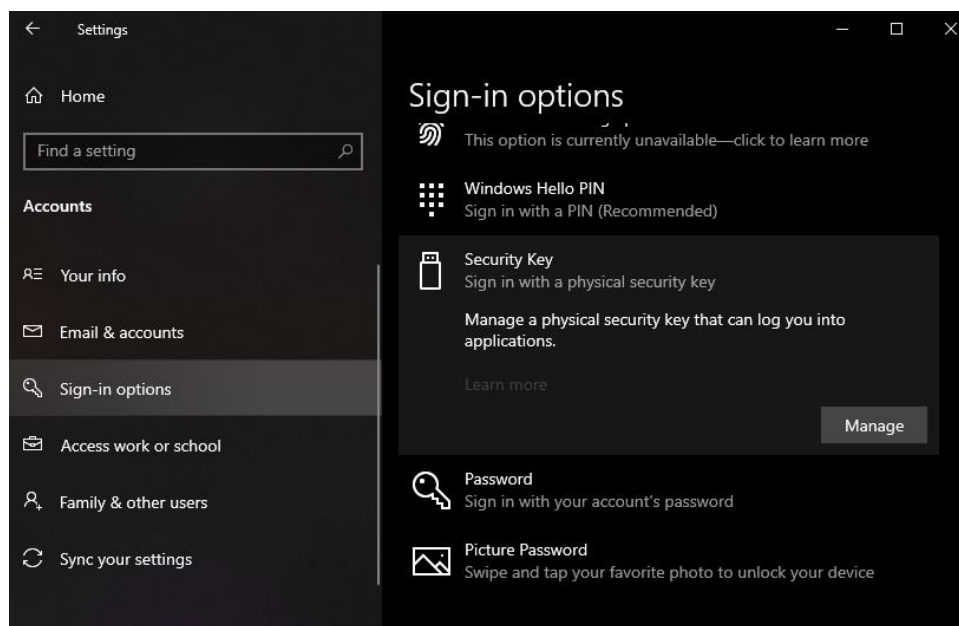 Settings
Home
Find a setting
Accounts
Your info
Email & accounts
Sign-in options
Access work or school
Family & other users
Sync your settings
Sign-in options
This option is currently unavailable—click to learn more
Windows Hello PIN
Sign in with a PIN (Recommended)
Security Key
Sign in with a physical security key
Manage a physical security key that can log you into
applications.
Learn more
Manage
Password
Sign in with your account's password
Picture Password
Swipe and tap your favorite photo to unlock your device